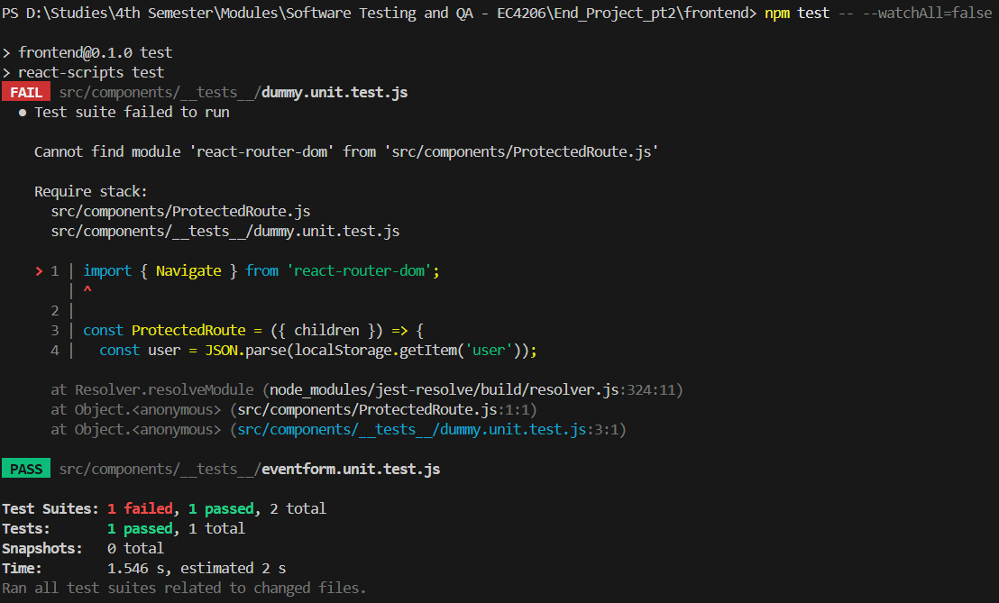 PS D:\Studies\4th Semester\Modules\Software Testing and QA - EC4206\End_Project_pt2\frontend> npm test -- --watchAll=false
> frontend@0.1.0 test
> react-scripts test
FAIL src/components/__tests__/dummy.unit.test.js
● Test suite failed to run
Cannot find module 'react-router-dom' from 'src/components/ProtectedRoute.js'
Require stack:
src/components/ProtectedRoute.js
src/components/__tests__/dummy.unit.test.js
> 1 | import { Navigate } from 'react-router-dom';
| ^
2 |
3 | const ProtectedRoute = ({ children }) => {
4 | const user = JSON.parse(localStorage.getItem('user'));
at Resolver.resolveModule (node_modules/jest-resolve/build/resolver.js:324:11)
at Object.<anonymous> (src/components/ProtectedRoute.js:1:1)
at Object.<anonymous> (src/components/__tests__/dummy.unit.test.js:3:1)
PASS src/components/__tests__/eventform.unit.test.js
Test Suites: 1 failed, 1 passed, 2 total
Tests: 1 passed, 1 total
Snapshots: 0 total
Time: 1.546 s, estimated 2 s
Ran all test suites related to changed files.